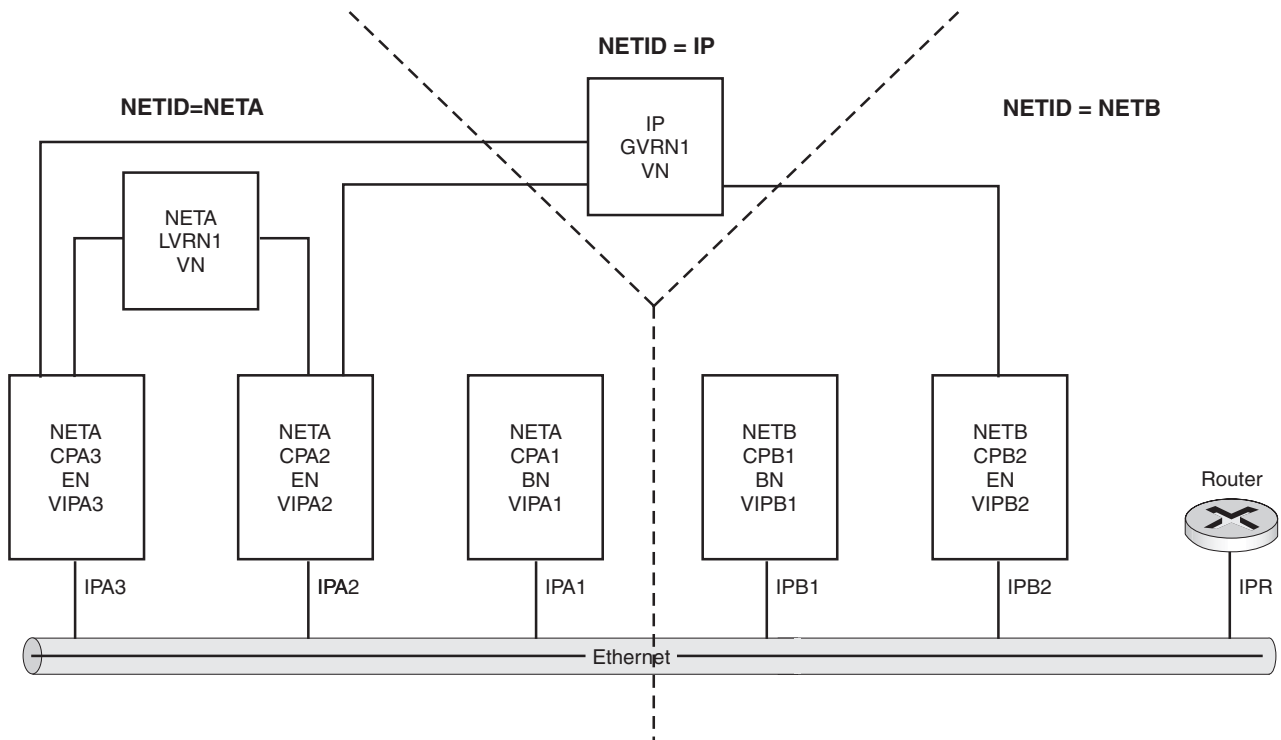 NETID = IP
NETID=NETA
NETID = NETB
IP
GVRN1
VN
NETA
LVRN1
VN
NETA
CPA3
EN
VIPA3
NETA
CPA2
EN
VIPA2
NETA
CPA1
BN
VIPA1
NETB
CPB1
BN
VIPB1
NETB
CPB2
EN
VIPB2
Router
IPA3
IPA2
IPA1
IPB1
IPB2
IPR
Ethernet